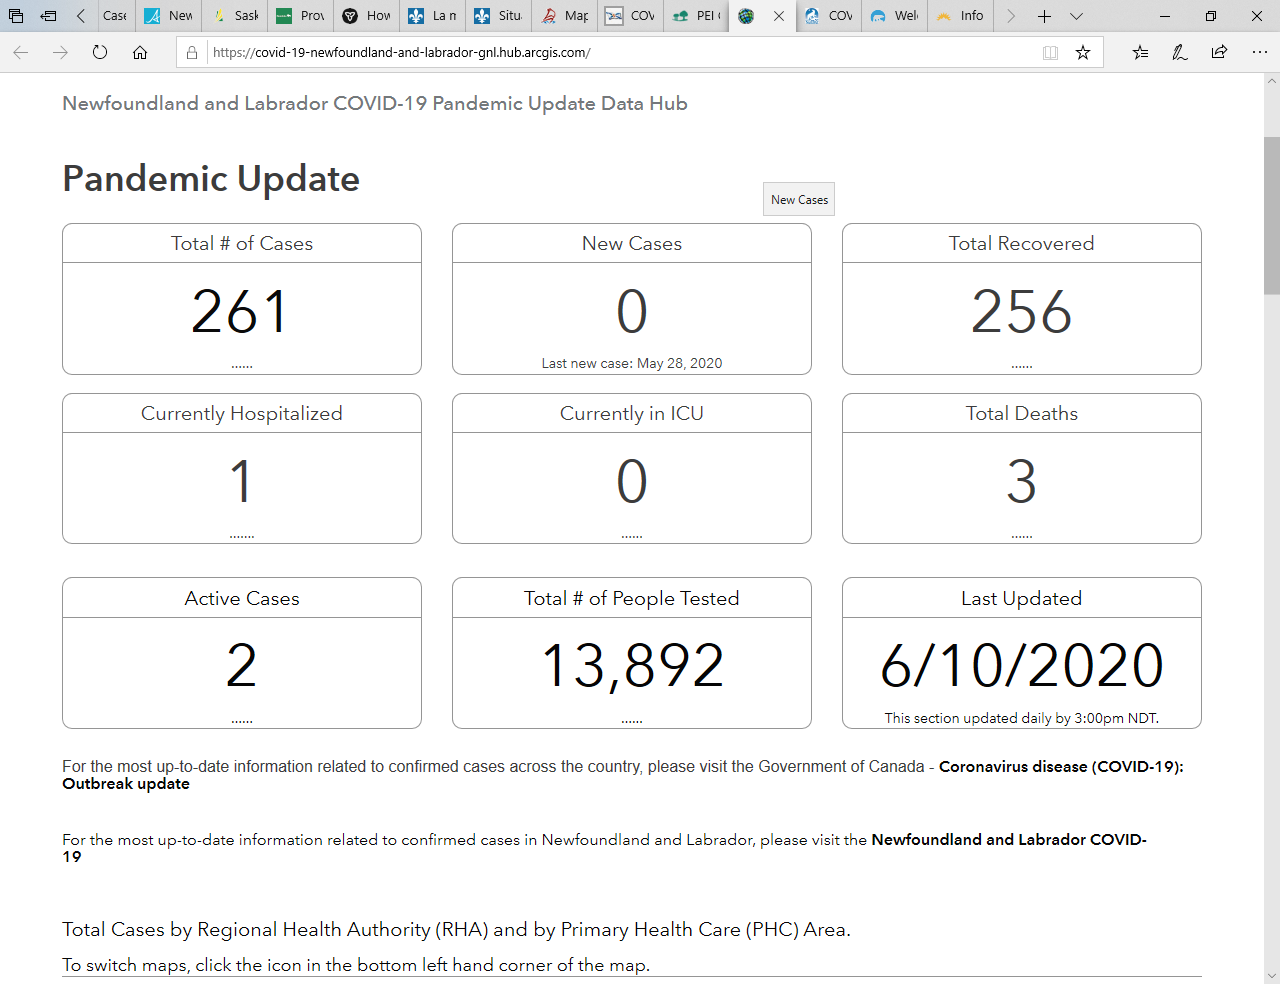 Case
New
Sask
Prov
How
La m
Situ
Map
COV
PEI
COV
Wel
Info
https://covid-19-newfoundland-and-labrador-gnl.hub.arcgis.com/
Newfoundland and Labrador COVID-19 Pandemic Update Data Hub
Pandemic Update
New Cases
Total # of Cases
261
......
New Cases
0
Last new case: May 28, 2020
Total Recovered
256
......
Currently Hospitalized
1
.......
Currently in ICU
0
......
Total Deaths
3
......
Active Cases
2
......
Total # of People Tested
13,892
......
Last Updated
6/10/2020
This section updated daily by 3:00pm NDT.
For the most up-to-date information related to confirmed cases across the country, please visit the Government of Canada - Coronavirus disease (COVID-19):
Outbreak update
For the most up-to-date information related to confirmed cases in Newfoundland and Labrador, please visit the Newfoundland and Labrador COVID-
19
Total Cases by Regional Health Authority (RHA) and by Primary Health Care (PHC) Area.
To switch maps, click the icon in the bottom left hand corner of the map.